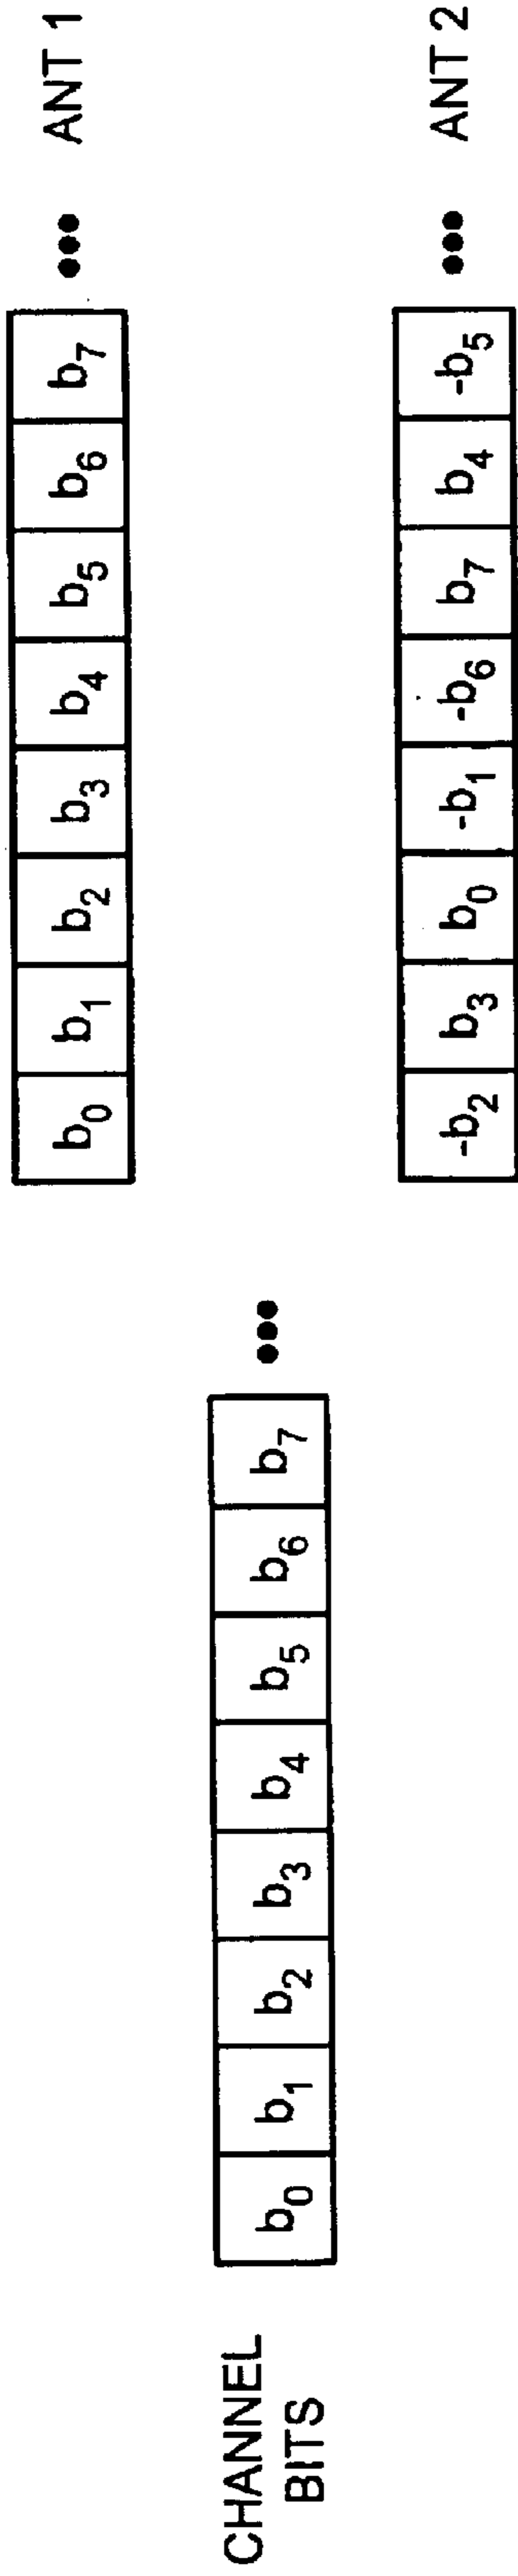 b₀ b₁ b₂ b₃ b₄ b₅ b₆ b₇ ••• ANT 1
CHANNEL
BITS
b₀ b₁ b₂ b₃ b₄ b₅ b₆ b₇ •••
-b₂ b₃ b₀ -b₁ -b₆ b₇ b₄ -b₅ ••• ANT 2